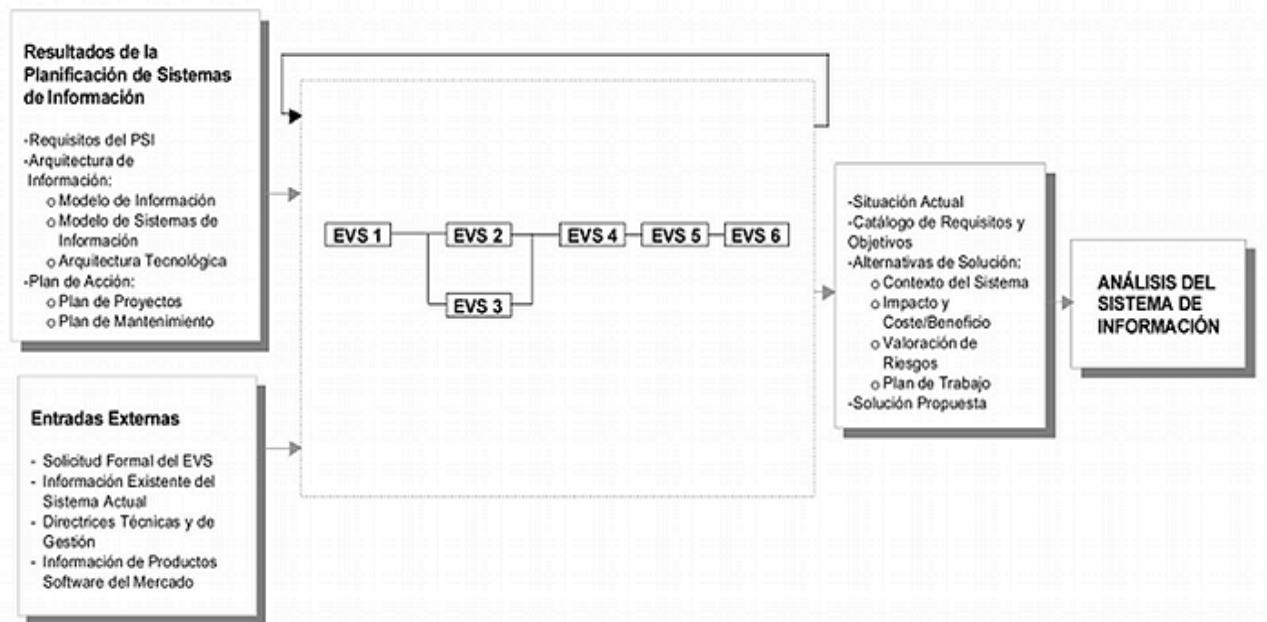 Resultados de la
Planificación de Sistemas
de Información
-Requisitos del PSI
-Arquitectura de
Información:
o Modelo de Información
o Modelo de Sistemas de
Información
o Arquitectura Tecnológica
-Plan de Acción:
o Plan de Proyectos
o Plan de Mantenimiento
Entradas Externas
- Solicitud Formal del EVS
- Información Existente del
Sistema Actual
- Directrices Técnicas y de
Gestión
- Información de Productos
Software del Mercado
EVS 1
EVS 2
EVS 3
EVS 4
EVS 5
EVS 6
-Situación Actual
-Catálogo de Requisitos y
Objetivos
-Alternativas de Solución:
o Contexto del Sistema
o Impacto y
Coste/Beneficio
o Valoración de
Riesgos
o Plan de Trabajo
-Solución Propuesta
ANÁLISIS DEL
SISTEMA DE
INFORMACIÓN